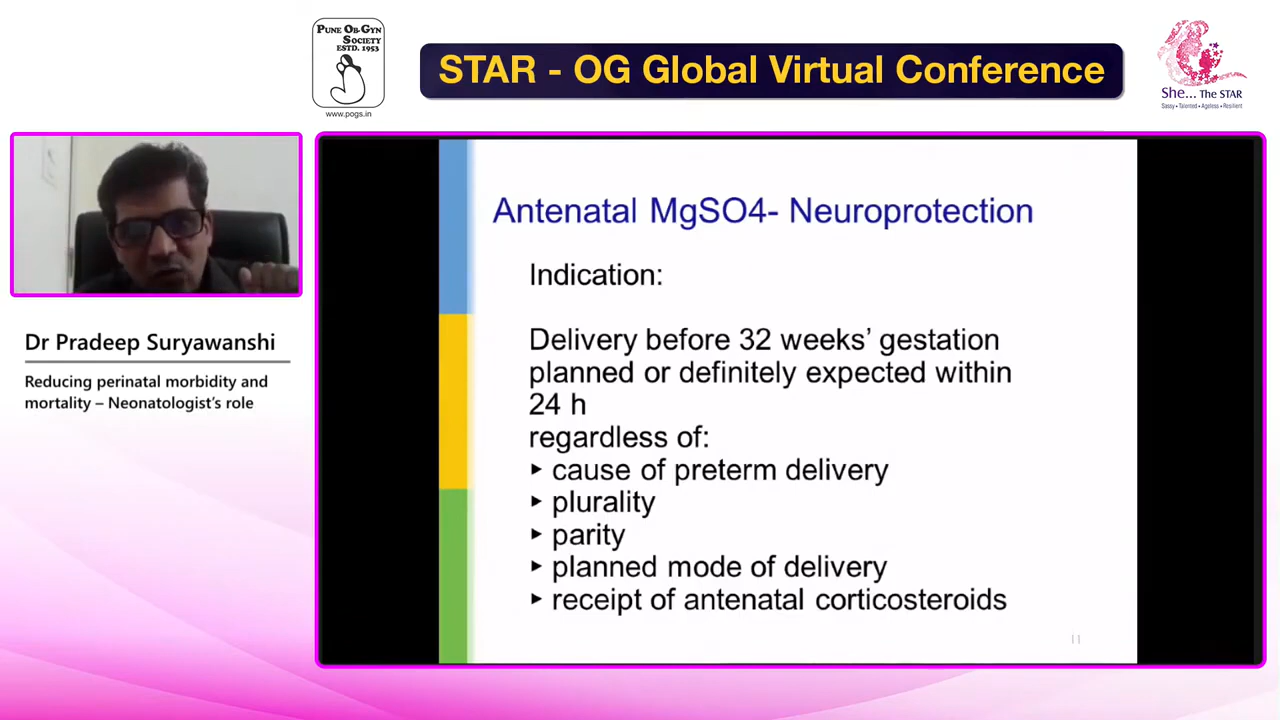 PUNE OB-GYN
SOCIETY
ESTD. 1953
www.pogs.in
STAR - OG Global Virtual Conference
She... The STAR
Sassy • Talented • Ageless • Resilient
Dr Pradeep Suryawanshi
Reducing perinatal morbidity and
mortality – Neonatologist’s role
Antenatal MgSO4- Neuroprotection
Indication:
Delivery before 32 weeks’ gestation
planned or definitely expected within
24 h
regardless of:
‣ cause of preterm delivery
‣ plurality
‣ parity
‣ planned mode of delivery
‣ receipt of antenatal corticosteroids
11